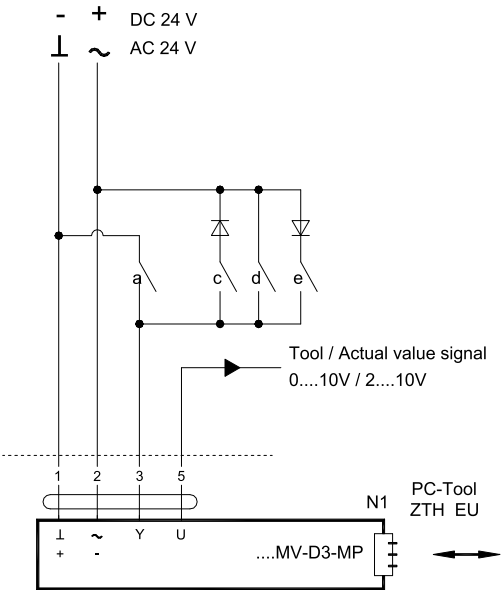 - + DC 24 V
⊥ ~ AC 24 V
a c d e
Tool / Actual value signal
0....10V / 2....10V
1 2 3 5
N1
PC-Tool
ZTH EU
⊥ ~ Y U
+ -
....MV-D3-MP